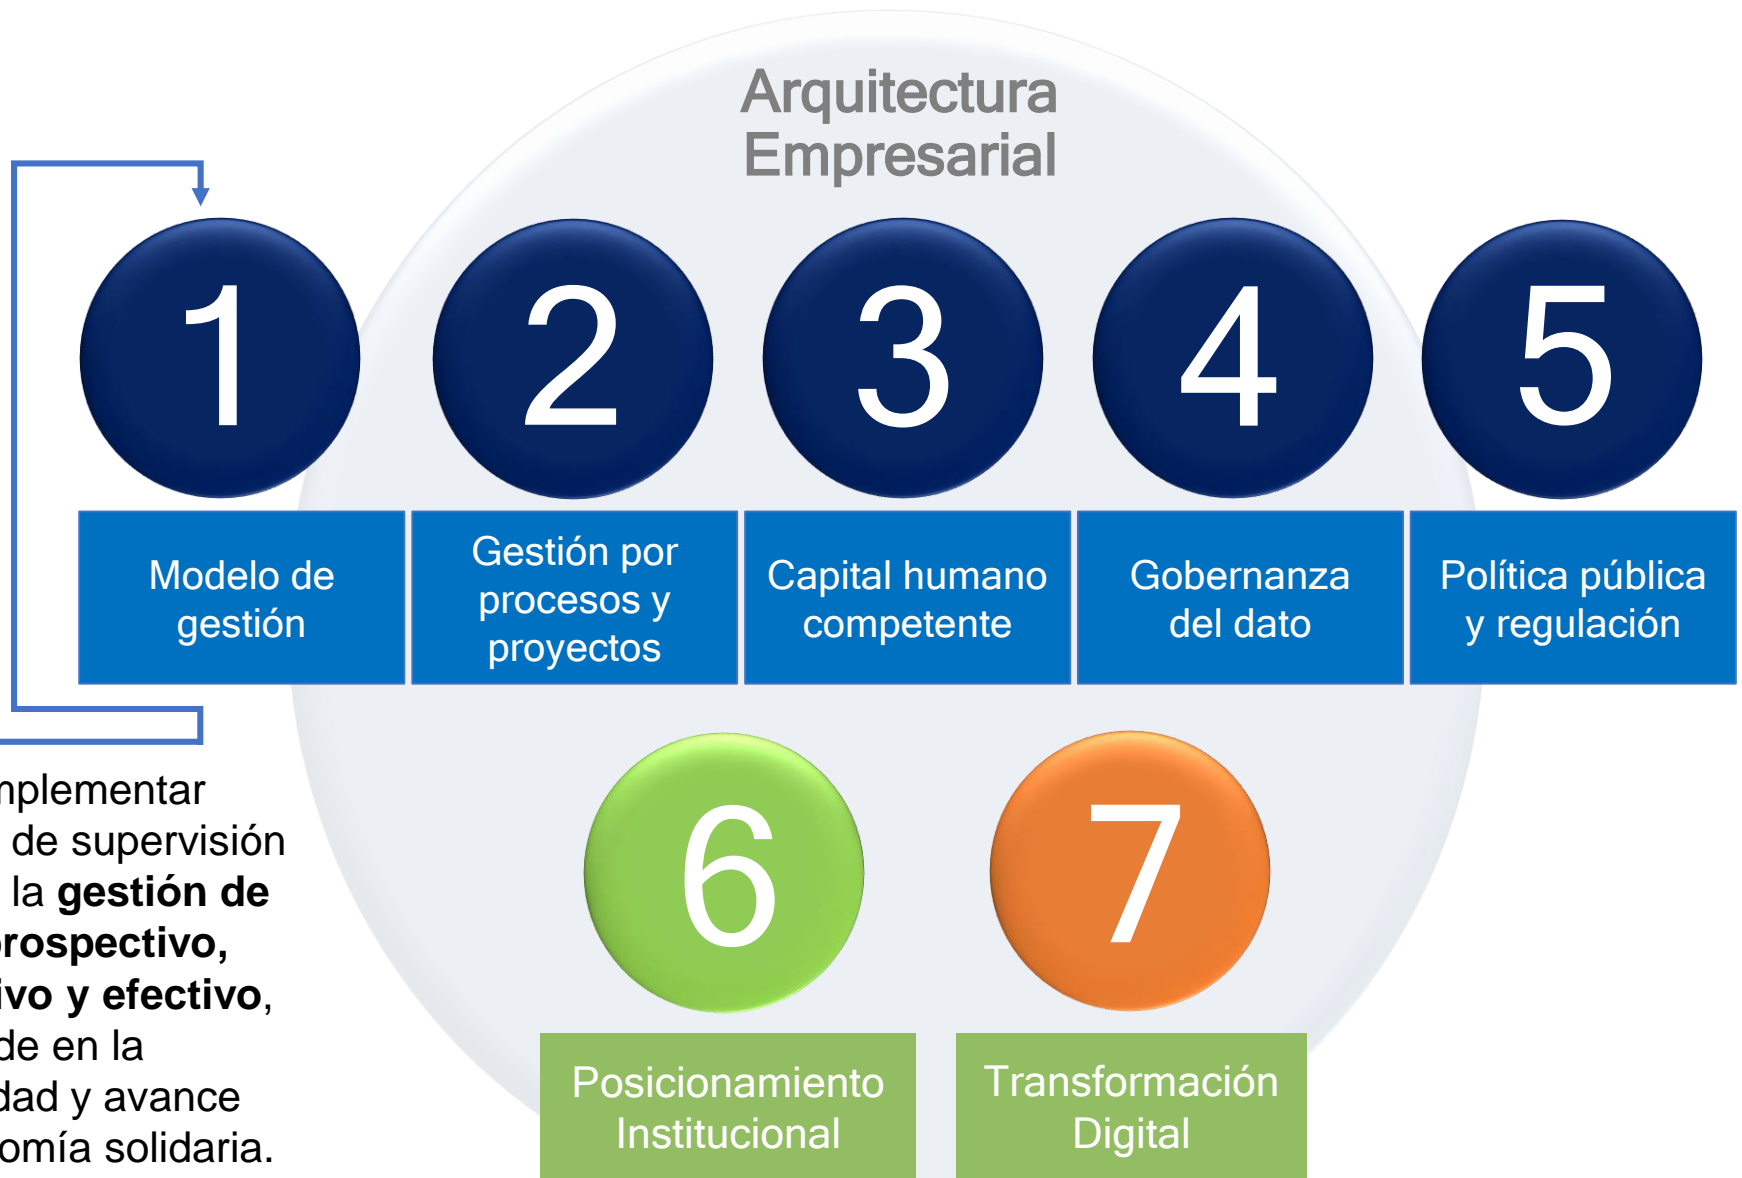 Arquitectura
Empresarial
1
2
3
4
5
Modelo de
gestión
Gestión por
procesos y
proyectos
Capital humano
competente
Gobernanza
del dato
Política pública
y regulación
6
7
Posicionamiento
Institucional
Transformación
Digital
mplementar
de supervisión
la gestión de
prospectivo,
ivo y efectivo,
de en la
dad y avance
omía solidaria.